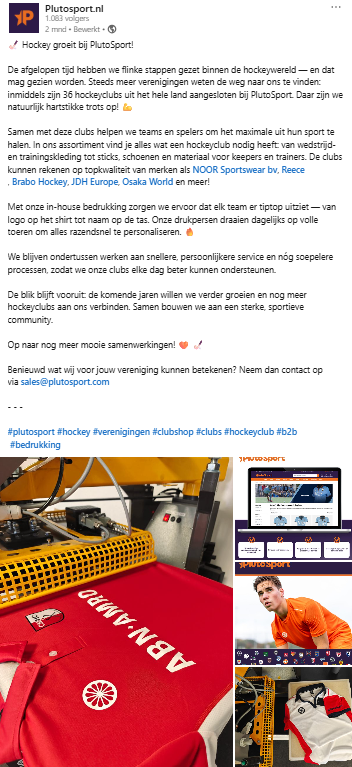 Plutosport.nl
1.083 volgers
2 mnd • Bewerkt •
🏑 Hockey groeit bij PlutoSport!
De afgelopen tijd hebben we flinke stappen gezet binnen de hockeywereld — en dat
mag gezien worden. Steeds meer verenigingen weten de weg naar ons te vinden:
inmiddels zijn 36 hockeyclubs uit het hele land aangesloten bij PlutoSport. Daar zijn we
natuurlijk hartstikke trots op! 💪
Samen met deze clubs helpen we teams en spelers om het maximale uit hun sport te
halen. In ons assortiment vind je alles wat een hockeyclub nodig heeft: van wedstrijd-
en trainingskleding tot sticks, schoenen en materiaal voor keepers en trainers. De clubs
kunnen rekenen op topkwaliteit van merken als NOOR Sportswear bv, Reece
, Brabo Hockey, JDH Europe, Osaka World en meer!
Met onze in-house bedrukking zorgen we ervoor dat elk team er tiptop uitziet — van
logo op het shirt tot naam op de tas. Onze drukpersen draaien dagelijks op volle
toeren om alles razendsnel te personaliseren. 🔥
We blijven ondertussen werken aan snellere, persoonlijkere service en nóg soepelere
processen, zodat we onze clubs elke dag beter kunnen ondersteunen.
De blik blijft vooruit: de komende jaren willen we verder groeien en nog meer
hockeyclubs aan ons verbinden. Samen bouwen we aan een sterke, sportieve
community.
Op naar nog meer mooie samenwerkingen! 🧡 🏑
Benieuwd wat wij voor jouw vereniging kunnen betekenen? Neem dan contact op
via sales@plutosport.com
- - -
#plutosport #hockey #verenigingen #clubshop #clubs #hockeyclub #b2b
#bedrukking
PlutoSport
PlutoSport
ABN·AMRO